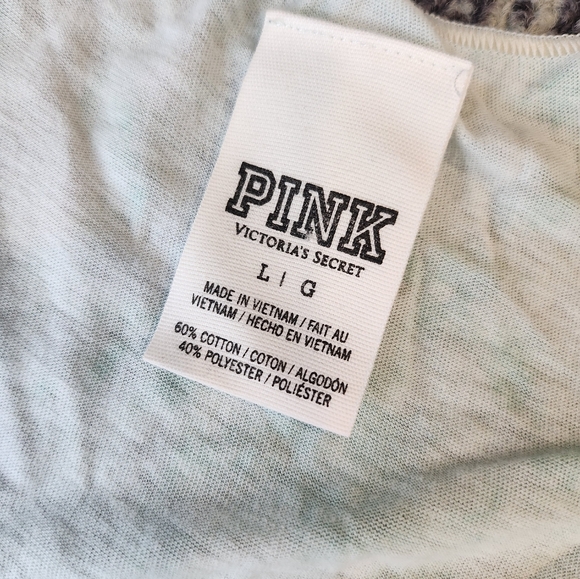 PINK
VICTORIA'S SECRET
L | G
MADE IN VIETNAM / FAIT AU
VIETNAM / HECHO EN VIETNAM
60% COTTON / COTON / ALGODÓN
40% POLYESTER / POLIÉSTER